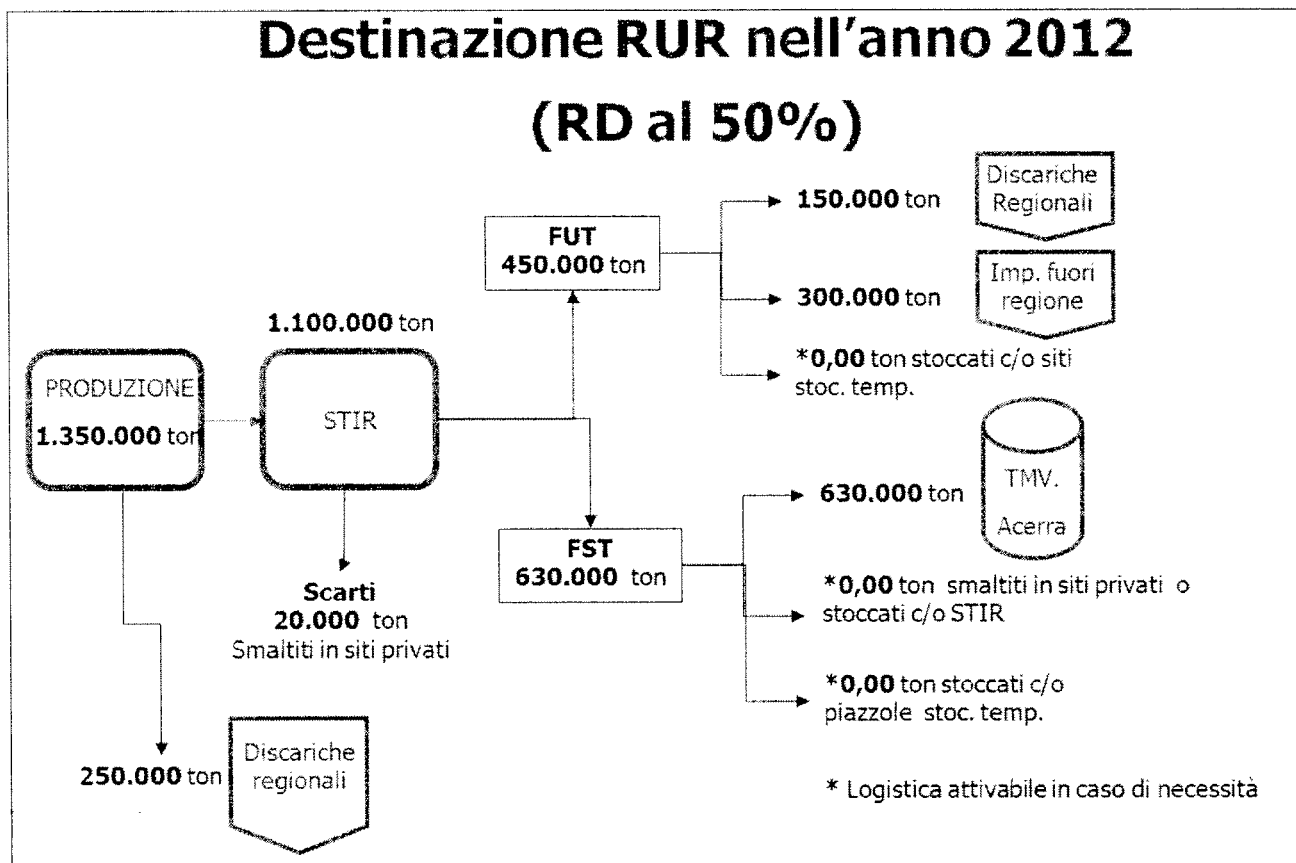 Destinazione RUR nell'anno 2012
(RD al 50%)
150.000 ton
Discariche
Regionali
FUT
450.000 ton
300.000 ton
Imp. fuori
regione
1.100.000 ton
*0,00 ton stoccati c/o siti
stoc. temp.
PRODUZIONE
1.350.000 ton
STIR
630.000 ton
TMV.
Acerra
FST
630.000 ton
Scarti
20.000 ton
Smaltiti in siti privati
*0,00 ton smaltiti in siti privati o
stoccati c/o STIR
*0,00 ton stoccati c/o
piazzole stoc. temp.
250.000 ton
Discariche
regionali
* Logistica attivabile in caso di necessità